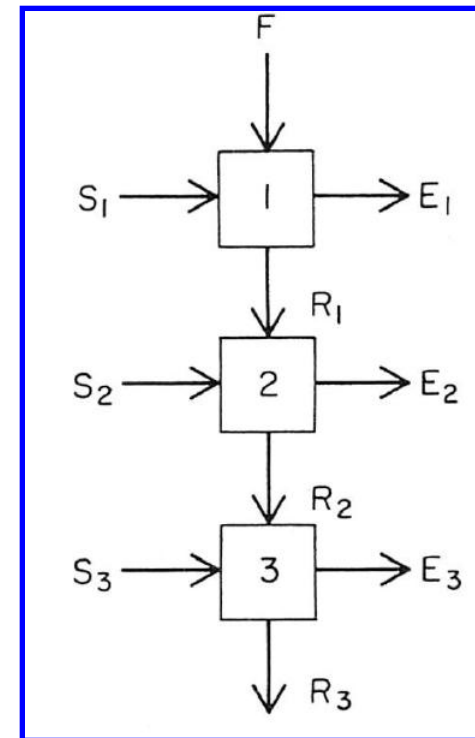 F
S₁ 1 E₁
R₁
S₂ 2 E₂
R₂
S₃ 3 E₃
R₃